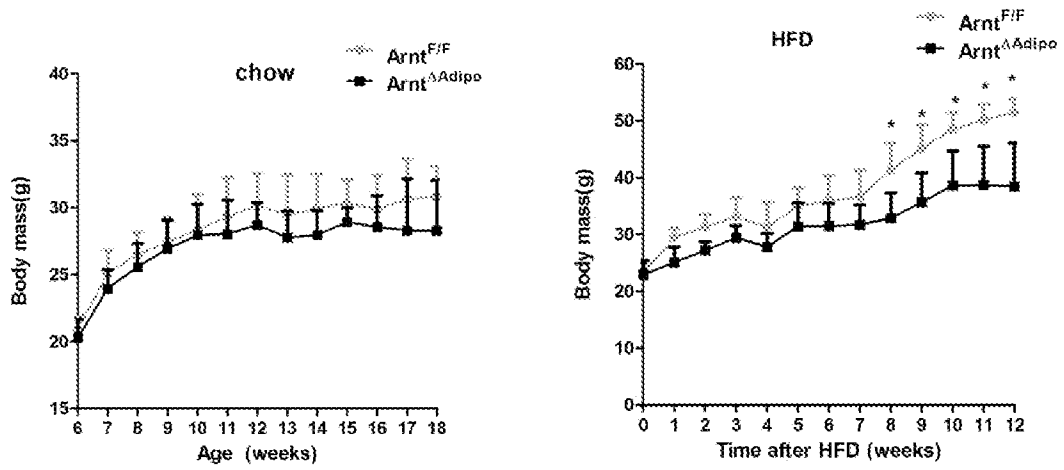 chow
Arnt^F/F
Arnt^ΔAdipo
Body mass(g)
40
35
30
25
20
15
6 7 8 9 10 11 12 13 14 15 16 17 18
Age (weeks)
HFD
Arnt^F/F
Arnt^ΔAdipo
Body mass(g)
60
50
40
30
20
0
* * * * *
0 1 2 3 4 5 6 7 8 9 10 11 12
Time after HFD (weeks)